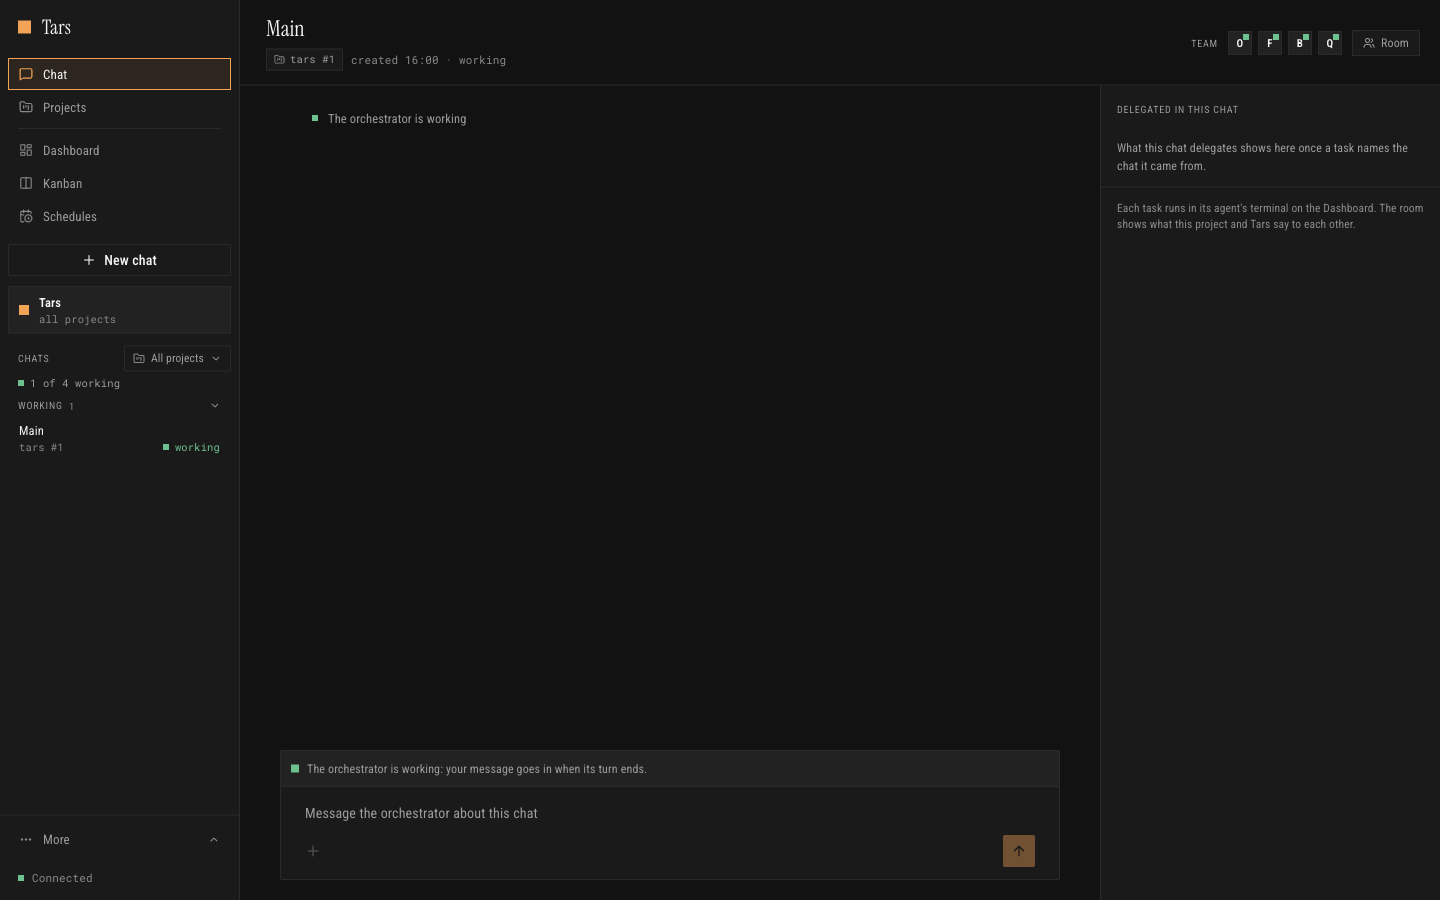 Tars
Chat
Projects
Dashboard
Kanban
Schedules
New chat
Tars
all projects
CHATS
All projects
1 of 4 working
WORKING 1
Main
tars #1
working
More
Connected
Main
tars #1
created 16:00 · working
TEAM
O
F
B
Q
Room
The orchestrator is working
The orchestrator is working: your message goes in when its turn ends.
Message the orchestrator about this chat
DELEGATED IN THIS CHAT
What this chat delegates shows here once a task names the
chat it came from.
Each task runs in its agent's terminal on the Dashboard. The room
shows what this project and Tars say to each other.